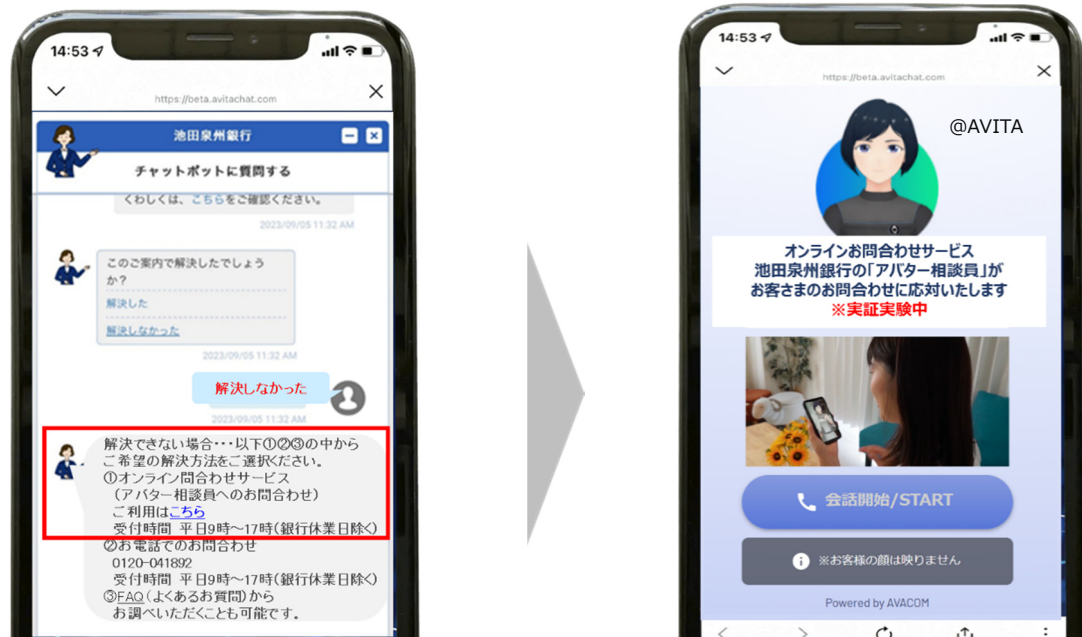 14:53
https://beta.avitachat.com
池田泉州銀行
チャットボットに質問する
くわしくは、こちらをご確認ください。
2023/09/05 11:32 AM
このご案内で解決したでしょう
か？
解決した
解決しなかった
2023/09/05 11:32 AM
解決しなかった
2023/09/05 11:32 AM
解決できない場合・・・以下①②③の中から
ご希望の解決方法をご選択ください。
①オンライン問合わせサービス
（アバター相談員へのお問合わせ）
ご利用はこちら
受付時間 平日9時～17時（銀行休業日除く）
②お電話でのお問合わせ
0120-041892
受付時間 平日9時～17時（銀行休業日除く）
③FAQ（よくあるお質問）から
お調べいただくことも可能です。
14:53
https://beta.avitachat.com
@AVITA
オンラインお問合わせサービス
池田泉州銀行の「アバター相談員」が
お客さまのお問合わせに応対いたします
※実証実験中
会話開始/START
※お客様の顔は映りません
Powered by AVACOM